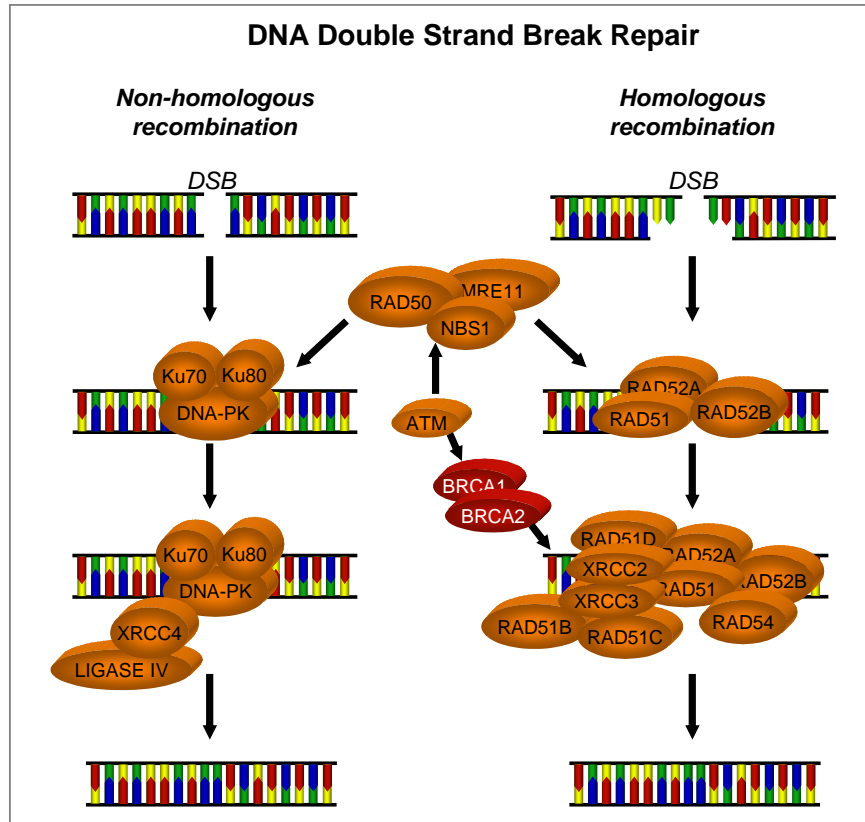 DNA Double Strand Break Repair
Non-homologous
recombination
Homologous
recombination
DSB
DSB
RAD50
MRE11
NBS1
Ku70
Ku80
DNA-PK
ATM
RAD52A
RAD51
RAD52B
BRCA1
BRCA2
Ku70
Ku80
DNA-PK
XRCC4
LIGASE IV
RAD51D
RAD52A
XRCC2
RAD51
RAD52B
XRCC3
RAD51B
RAD51C
RAD54